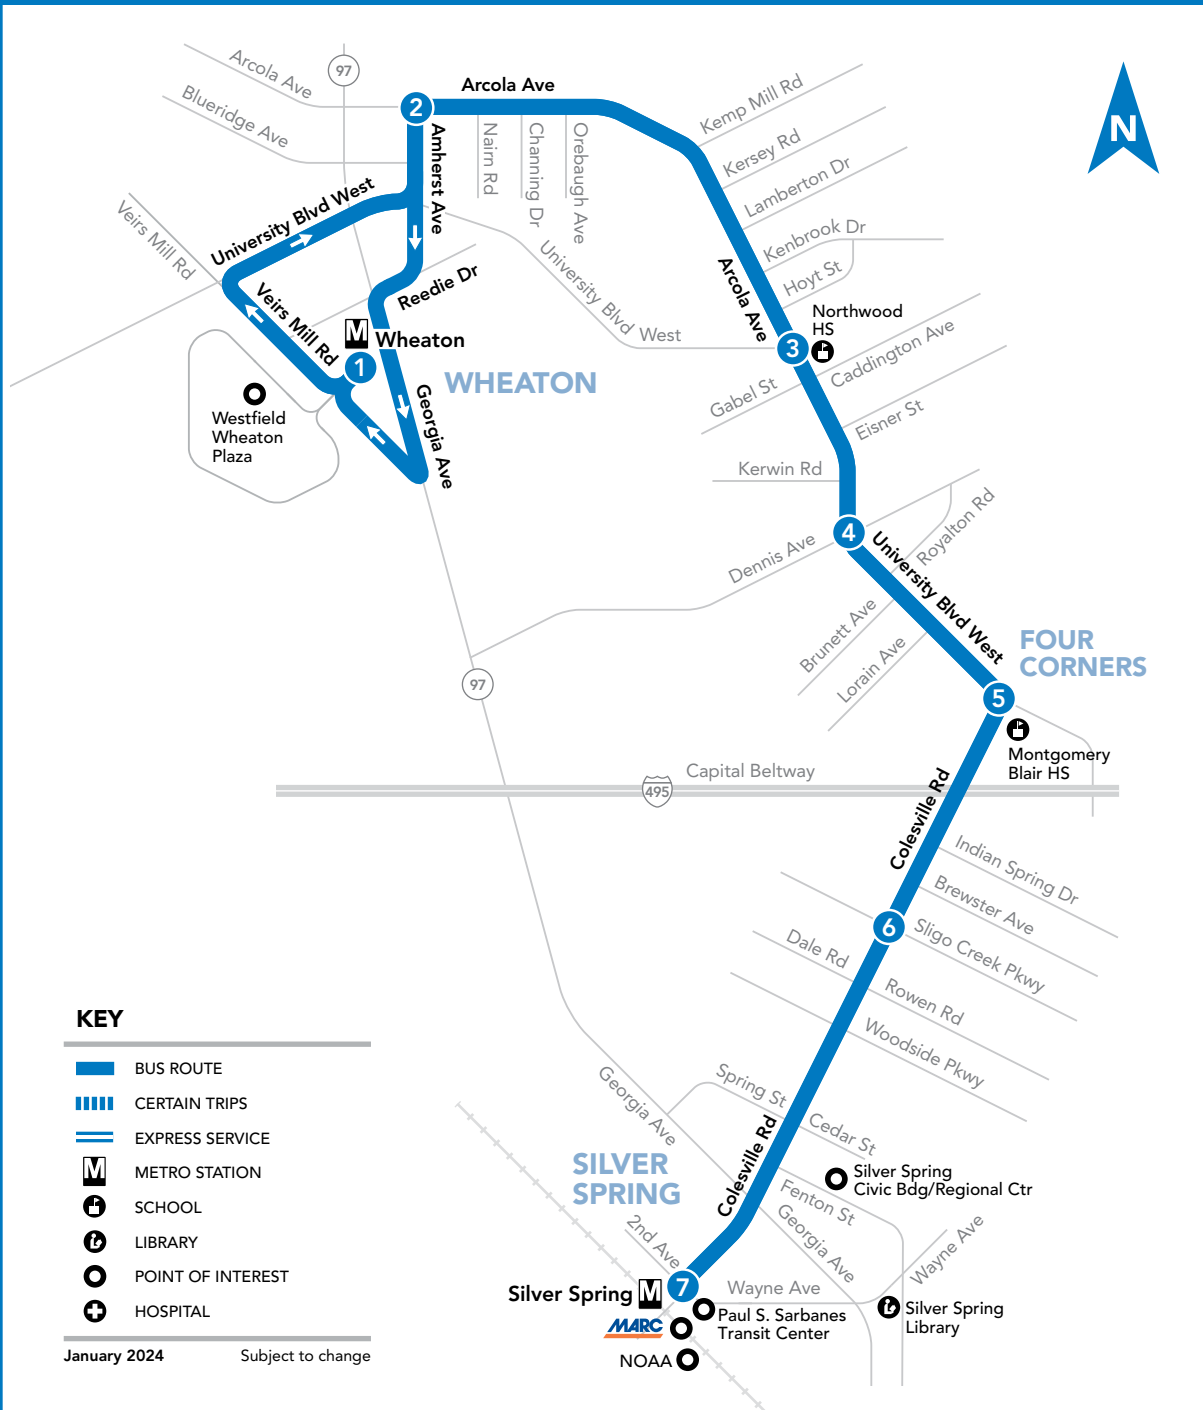 Arcola Ave
97
Blueridge Ave
2
Arcola Ave
Amherst Ave
Nairn Rd
Channing Dr
Orebaugh Ave
Kemp Mill Rd
Kersey Rd
Lamberton Dr
Kenbrook Dr
Hoyt St
N
Veirs Mill Rd
University Blvd West
Veirs Mill Rd
Reedie Dr
University Blvd
West
Arcola Ave
M
Wheaton
1
WHEATON
Georgia Ave
Westfield
Wheaton
Plaza
3
Northwood
HS
Gabel St
Caddington Ave
Eisner St
Kerwin Rd
4
Dennis Ave
University Blvd West
Royalton Rd
Brunett Ave
Lorain Ave
FOUR
CORNERS
5
Montgomery
Blair HS
97
Capital Beltway
495
Colesville Rd
Indian Spring Dr
Brewster Ave
6
Sligo Creek Pkwy
Dale Rd
Rowen Rd
Woodside Pkwy
Georgia Ave
Spring St
Cedar St
Colesville Rd
SILVER
SPRING
Silver Spring
Civic Bdg/Regional Ctr
Fenton St
Georgia Ave
2nd Ave
Wayne Ave
Silver Spring
M
7
Wayne Ave
Paul S. Sarbanes
Transit Center
MARC
NOAA
Silver Spring
Library
KEY
BUS ROUTE
CERTAIN TRIPS
EXPRESS SERVICE
M
METRO STATION
SCHOOL
LIBRARY
POINT OF INTEREST
HOSPITAL
January 2024
Subject to change